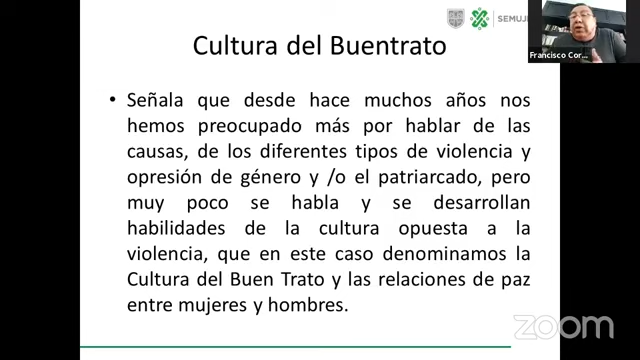 SEMUJE
Francisco Cor...
Cultura del Buentrato
• Señala que desde hace muchos años nos
hemos preocupado más por hablar de las
causas, de los diferentes tipos de violencia y
opresión de género y /o el patriarcado, pero
muy poco se habla y se desarrollan
habilidades de la cultura opuesta a la
violencia, que en este caso denominamos la
Cultura del Buen Trato y las relaciones de paz
entre mujeres y hombres.
zoom